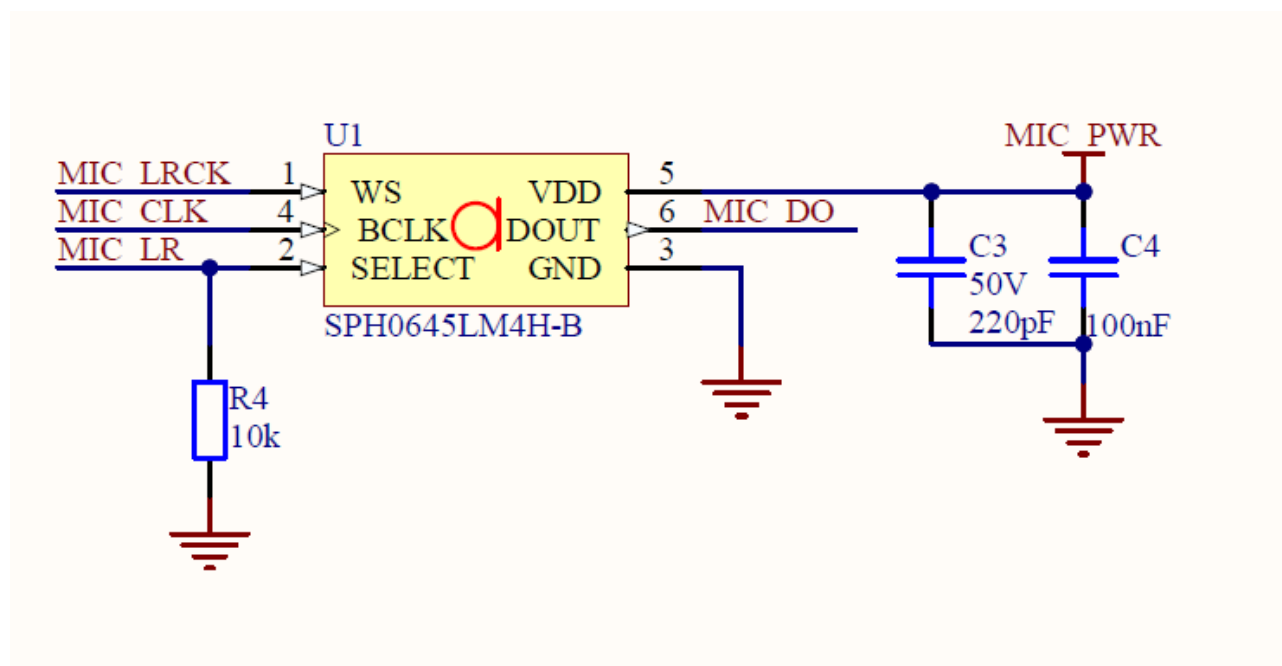 U1
MIC_PWR
MIC_LRCK 1 WS VDD 5
MIC_CLK 4 BCLK DOUT 6 MIC_DO
MIC_LR 2 SELECT GND 3
SPH0645LM4H-B
C3
50V
220pF
C4
100nF
R4
10k